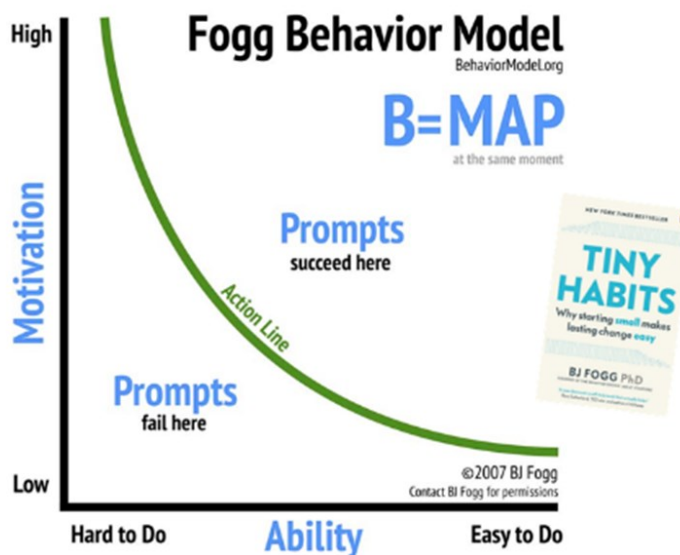 High
Fogg Behavior Model
BehaviorModel.org
B=MAP
at the same moment
Motivation
Prompts
succeed here
Action Line
Prompts
fail here
NEW YORK TIMES BESTSELLER
TINY
HABITS
Why starting small makes
lasting change easy
BJ FOGG PhD
Low
©2007 BJ Fogg
Contact BJ Fogg for permissions
Hard to Do
Ability
Easy to Do